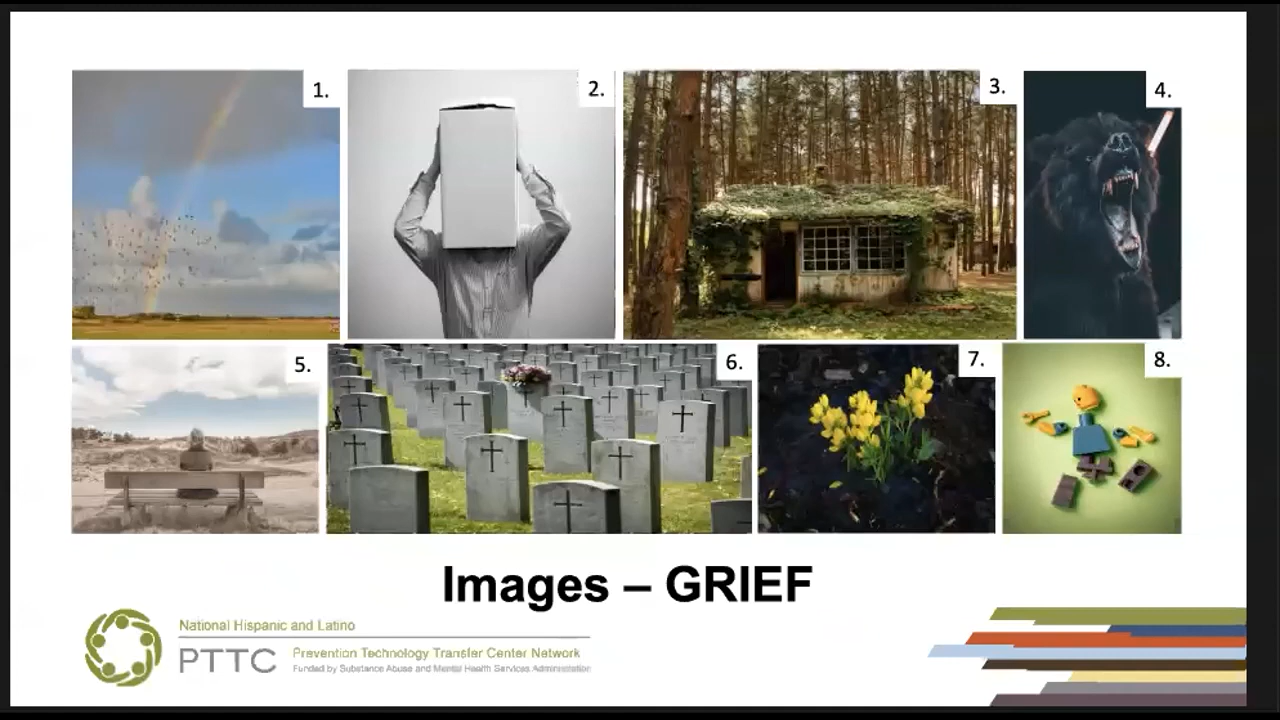 1.
2.
3.
4.
5.
6.
7.
8.
Images – GRIEF
National Hispanic and Latino
PTTC
Prevention Technology Transfer Center Network
Funded by Substance Abuse and Mental Health Services Administration